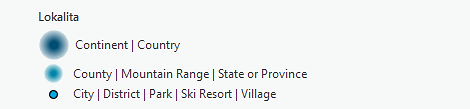 Lokalita
Continent | Country
County | Mountain Range | State or Province
City | District | Park | Ski Resort | Village